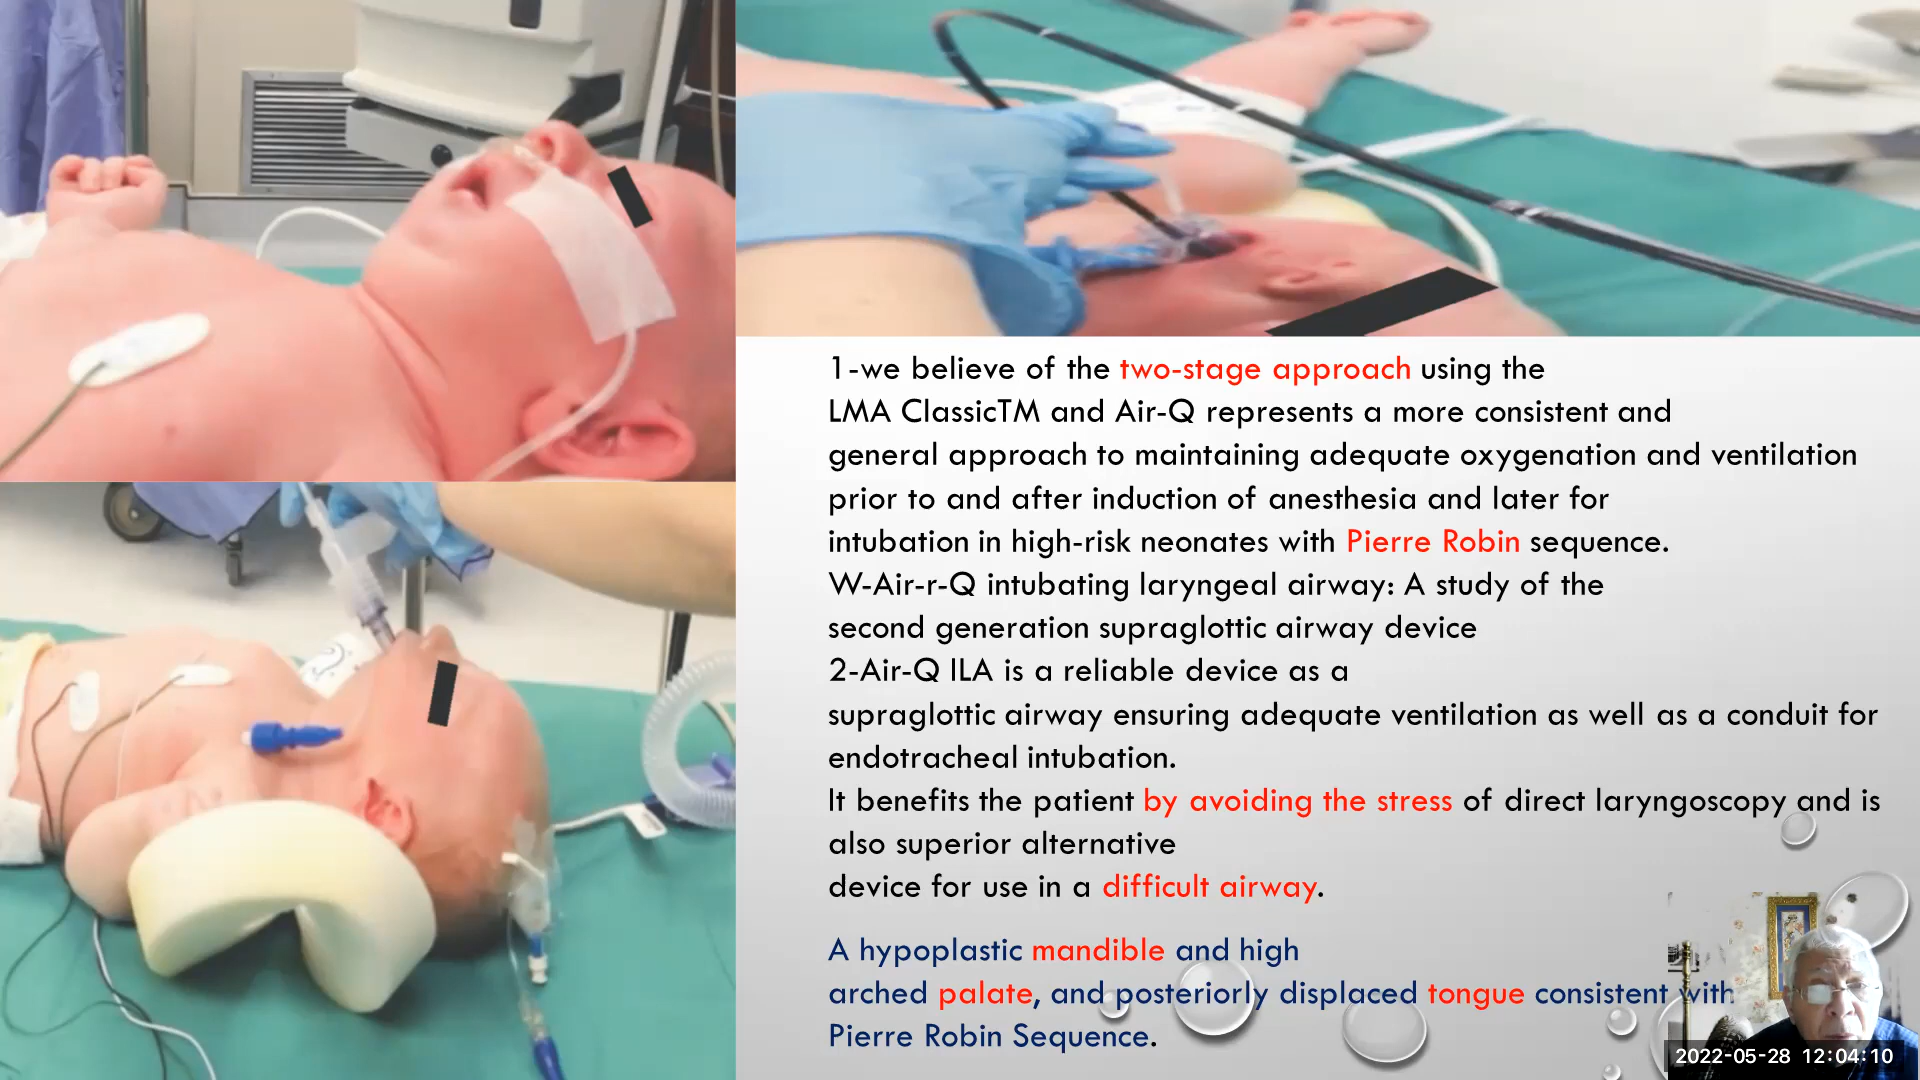 1-we believe of the two-stage approach using the
LMA ClassicTM and Air-Q represents a more consistent and
general approach to maintaining adequate oxygenation and ventilation
prior to and after induction of anesthesia and later for
intubation in high-risk neonates with Pierre Robin sequence.
W-Air-r-Q intubating laryngeal airway: A study of the
second generation supraglottic airway device
2-Air-Q ILA is a reliable device as a
supraglottic airway ensuring adequate ventilation as well as a conduit for
endotracheal intubation.
It benefits the patient by avoiding the stress of direct laryngoscopy and is
also superior alternative
device for use in a difficult airway.
A hypoplastic mandible and high
arched palate, and posteriorly displaced tongue consistent with
Pierre Robin Sequence.
2022-05-28 12:04:10